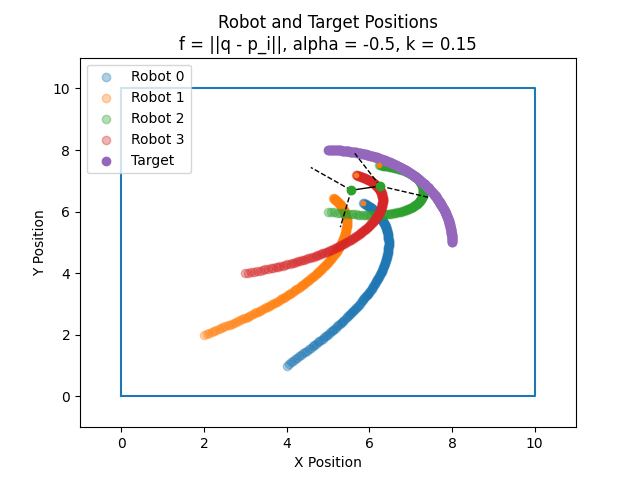 Robot and Target Positions
f = ||q - p_i||, alpha = -0.5, k = 0.15
Robot 0
Robot 1
Robot 2
Robot 3
Target
10
8
6
4
2
0
Y Position
0 2 4 6 8 10
X Position